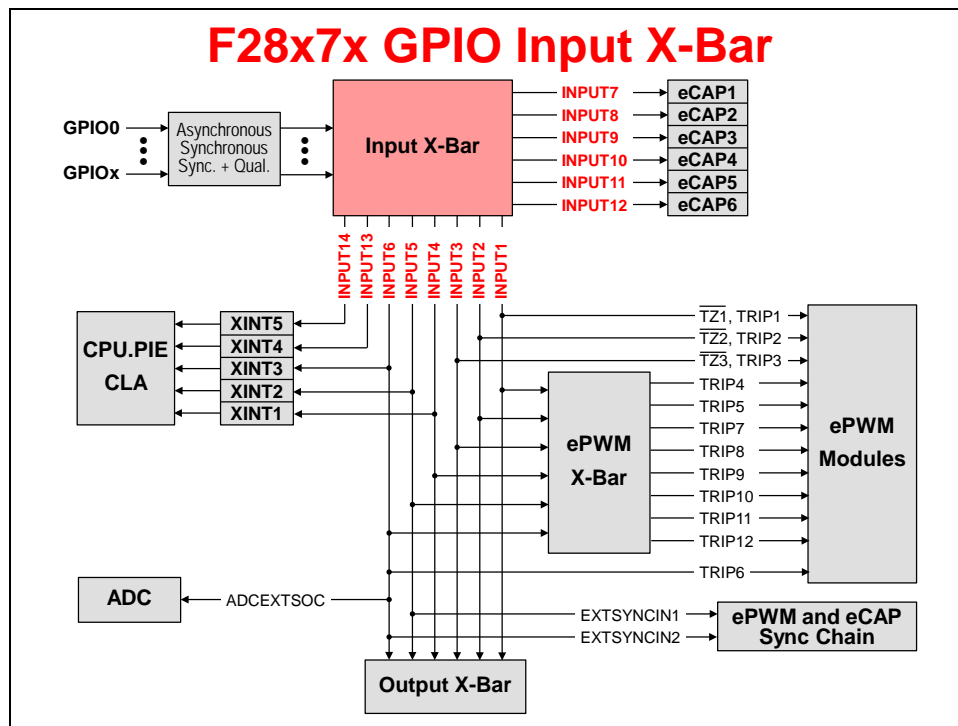 F28x7x GPIO Input X-Bar
GPIO0
GPIOx
Asynchronous
Synchronous
Sync. + Qual.
Input X-Bar
INPUT7
INPUT8
INPUT9
INPUT10
INPUT11
INPUT12
eCAP1
eCAP2
eCAP3
eCAP4
eCAP5
eCAP6
INPUT14
INPUT13
INPUT6
INPUT5
INPUT4
INPUT3
INPUT2
INPUT1
CPU.PIE
CLA
XINT5
XINT4
XINT3
XINT2
XINT1
TZ1, TRIP1
TZ2, TRIP2
TZ3, TRIP3
ePWM
X-Bar
TRIP4
TRIP5
TRIP7
TRIP8
TRIP9
TRIP10
TRIP11
TRIP12
TRIP6
ePWM
Modules
ADC
ADCEXTSOC
EXTSYNCIN1
EXTSYNCIN2
ePWM and eCAP
Sync Chain
Output X-Bar